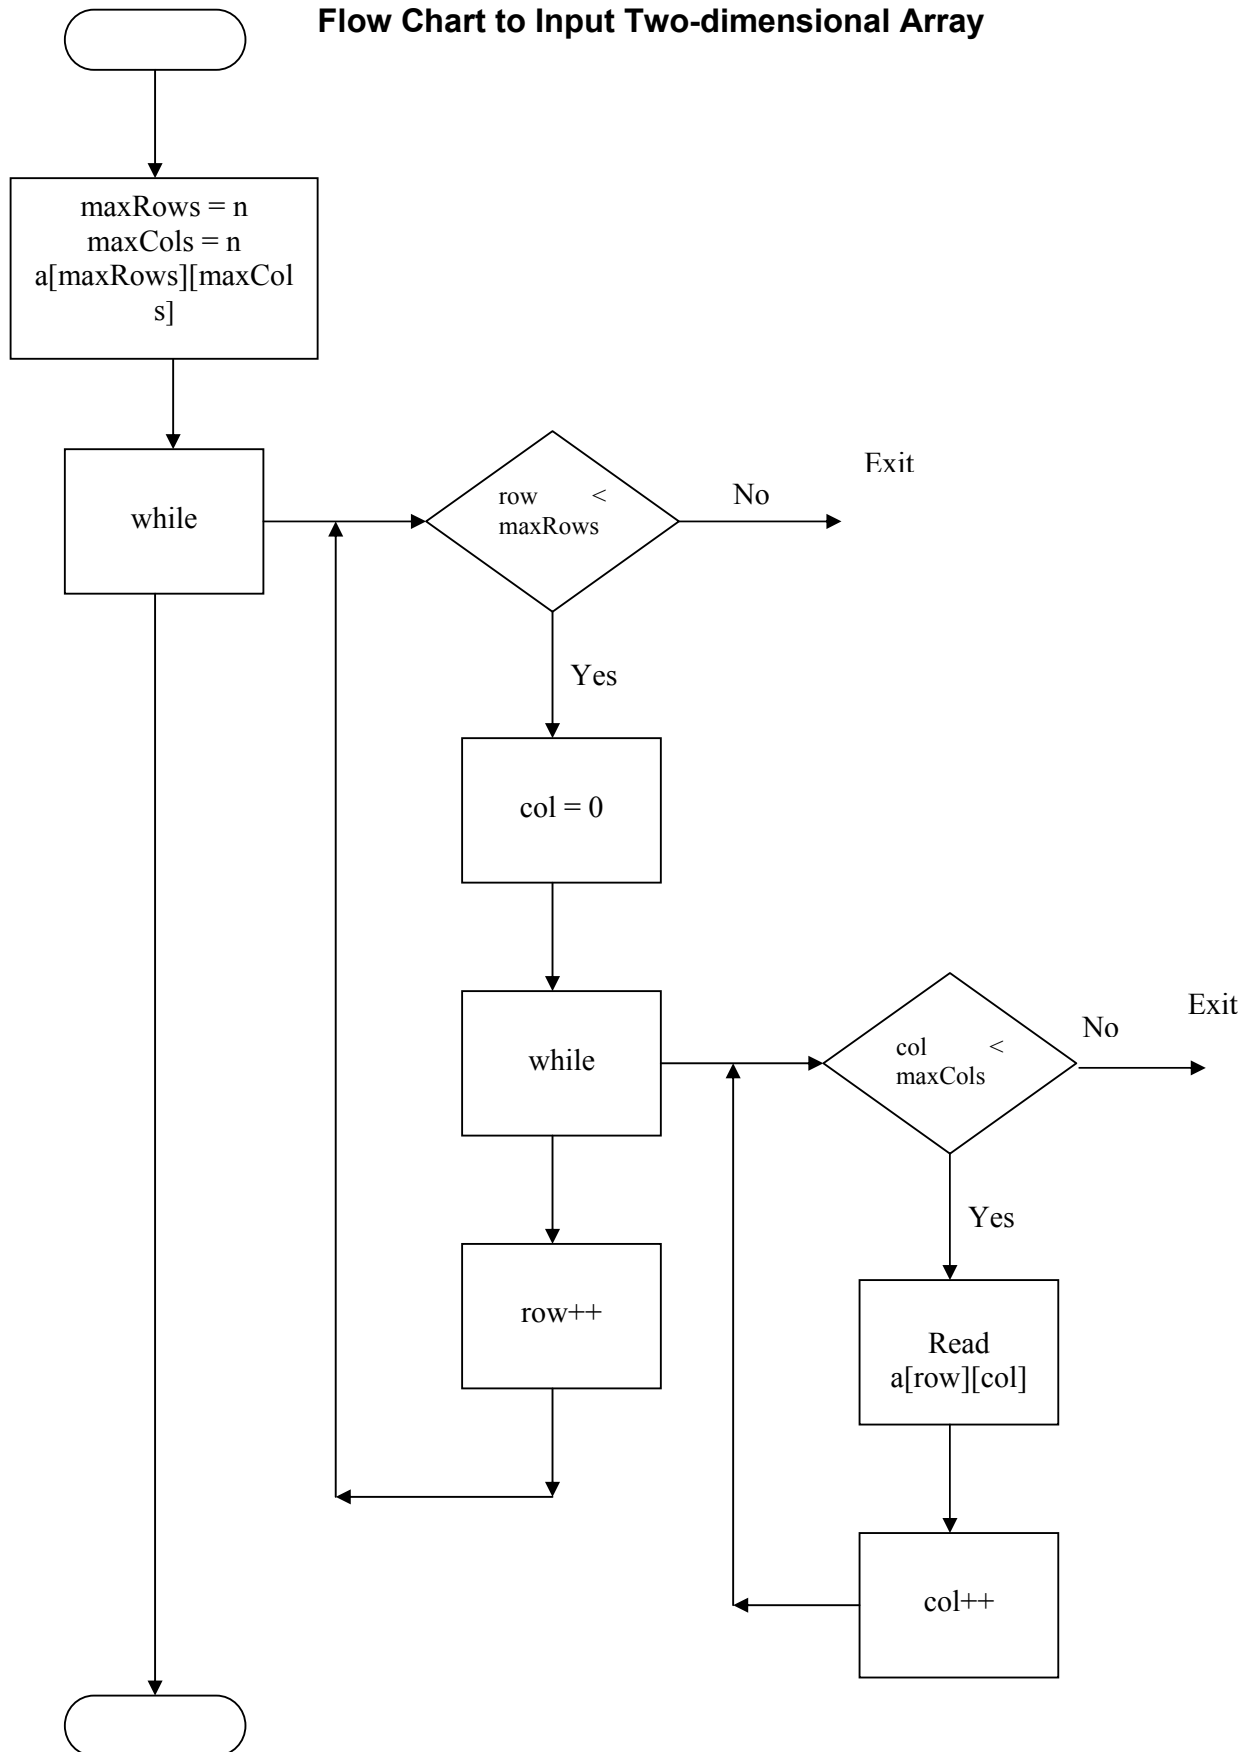 Flow Chart to Input Two-dimensional Array
maxRows = n
maxCols = n
a[maxRows][maxCol
s]
while
row <
maxRows
No
Exit
Yes
col = 0
while
col <
maxCols
No
Exit
Yes
row++
Read
a[row][col]
col++